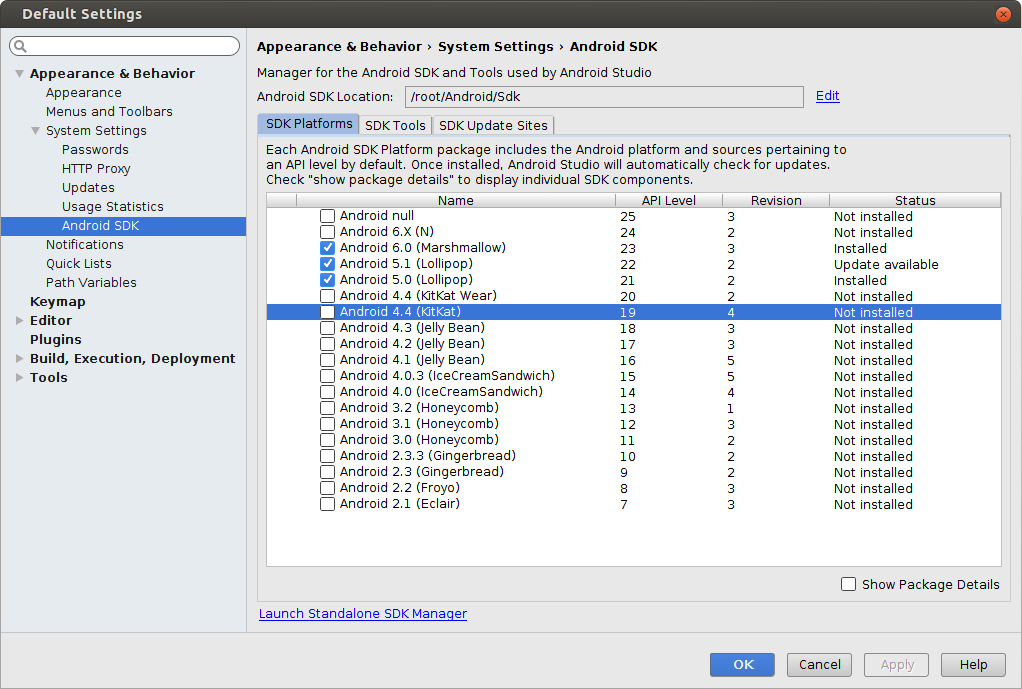 Default Settings
Appearance & Behavior
Appearance
Menus and Toolbars
System Settings
Passwords
HTTP Proxy
Updates
Usage Statistics
Android SDK
Notifications
Quick Lists
Path Variables
Keymap
Editor
Plugins
Build, Execution, Deployment
Tools
Appearance & Behavior › System Settings › Android SDK
Manager for the Android SDK and Tools used by Android Studio
Android SDK Location: /root/Android/Sdk Edit
SDK Platforms SDK Tools SDK Update Sites
Each Android SDK Platform package includes the Android platform and sources pertaining to
an API level by default. Once installed, Android Studio will automatically check for updates.
Check "show package details" to display individual SDK components.
Name API Level Revision Status
Android null 25 3 Not installed
Android 6.X (N) 24 2 Not installed
Android 6.0 (Marshmallow) 23 3 Installed
Android 5.1 (Lollipop) 22 2 Update available
Android 5.0 (Lollipop) 21 2 Installed
Android 4.4 (KitKat Wear) 20 2 Not installed
Android 4.4 (KitKat) 19 4 Not installed
Android 4.3 (Jelly Bean) 18 3 Not installed
Android 4.2 (Jelly Bean) 17 3 Not installed
Android 4.1 (Jelly Bean) 16 5 Not installed
Android 4.0.3 (IceCreamSandwich) 15 5 Not installed
Android 4.0 (IceCreamSandwich) 14 4 Not installed
Android 3.2 (Honeycomb) 13 1 Not installed
Android 3.1 (Honeycomb) 12 3 Not installed
Android 3.0 (Honeycomb) 11 2 Not installed
Android 2.3.3 (Gingerbread) 10 2 Not installed
Android 2.3 (Gingerbread) 9 2 Not installed
Android 2.2 (Froyo) 8 3 Not installed
Android 2.1 (Eclair) 7 3 Not installed
Show Package Details
Launch Standalone SDK Manager
OK Cancel Apply Help